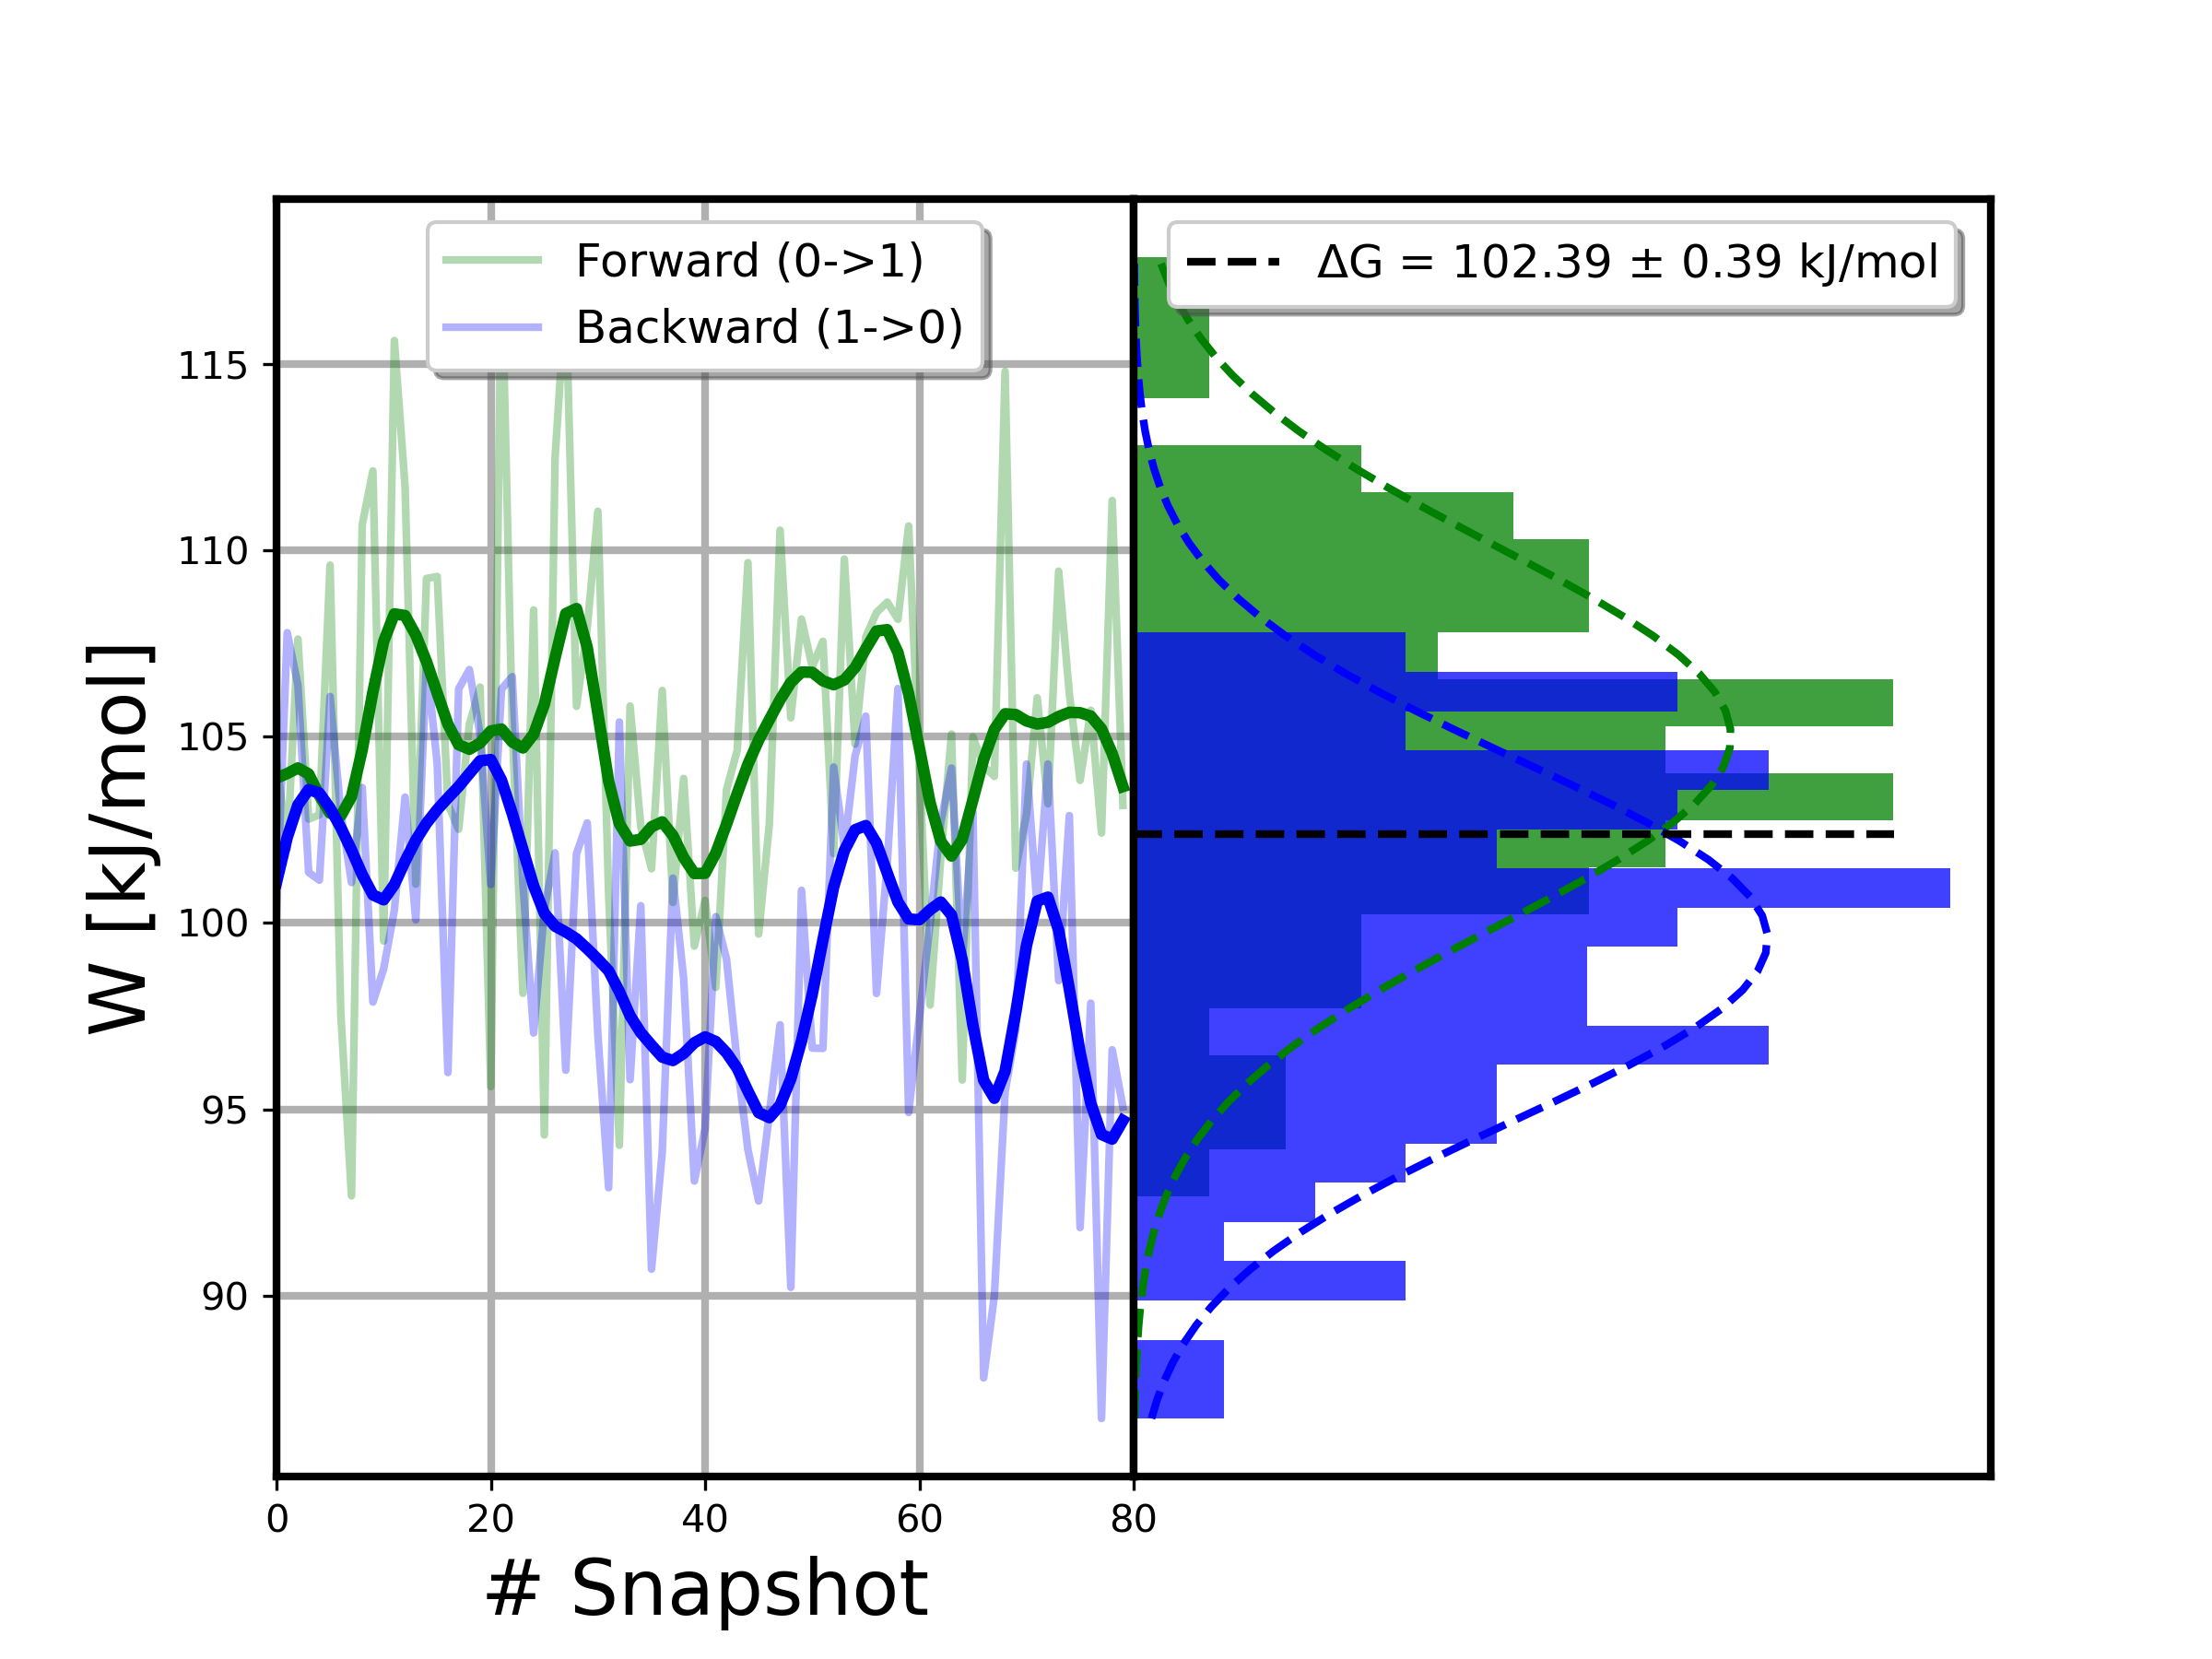 Forward (0->1)
Backward (1->0)
ΔG = 102.39 ± 0.39 kJ/mol
W [kJ/mol]
115
110
105
100
95
90
0 20 40 60 80
# Snapshot